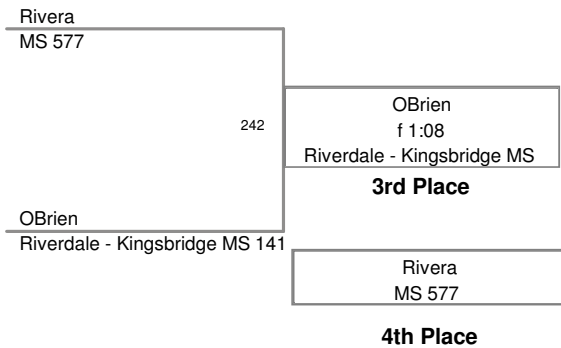 Rivera
MS 577
242
OBrien
f 1:08
Riverdale - Kingsbridge MS
3rd Place
OBrien
Riverdale - Kingsbridge MS 141
Rivera
MS 577
4th Place